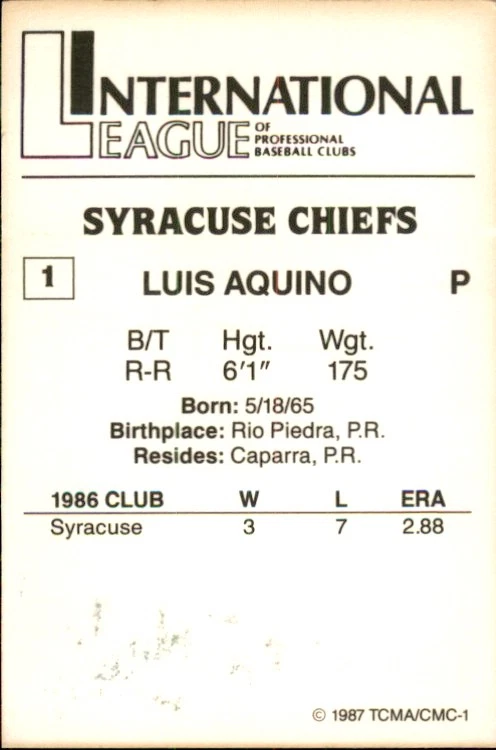 INTERNATIONAL
LEAGUE OF PROFESSIONAL BASEBALL CLUBS
SYRACUSE CHIEFS
1 LUIS AQUINO P
B/T Hgt. Wgt.
R-R 6'1" 175
Born: 5/18/65
Birthplace: Rio Piedra, P.R.
Resides: Caparra, P.R.
1986 CLUB W L ERA
Syracuse 3 7 2.88
© 1987 TCMA/CMC-1